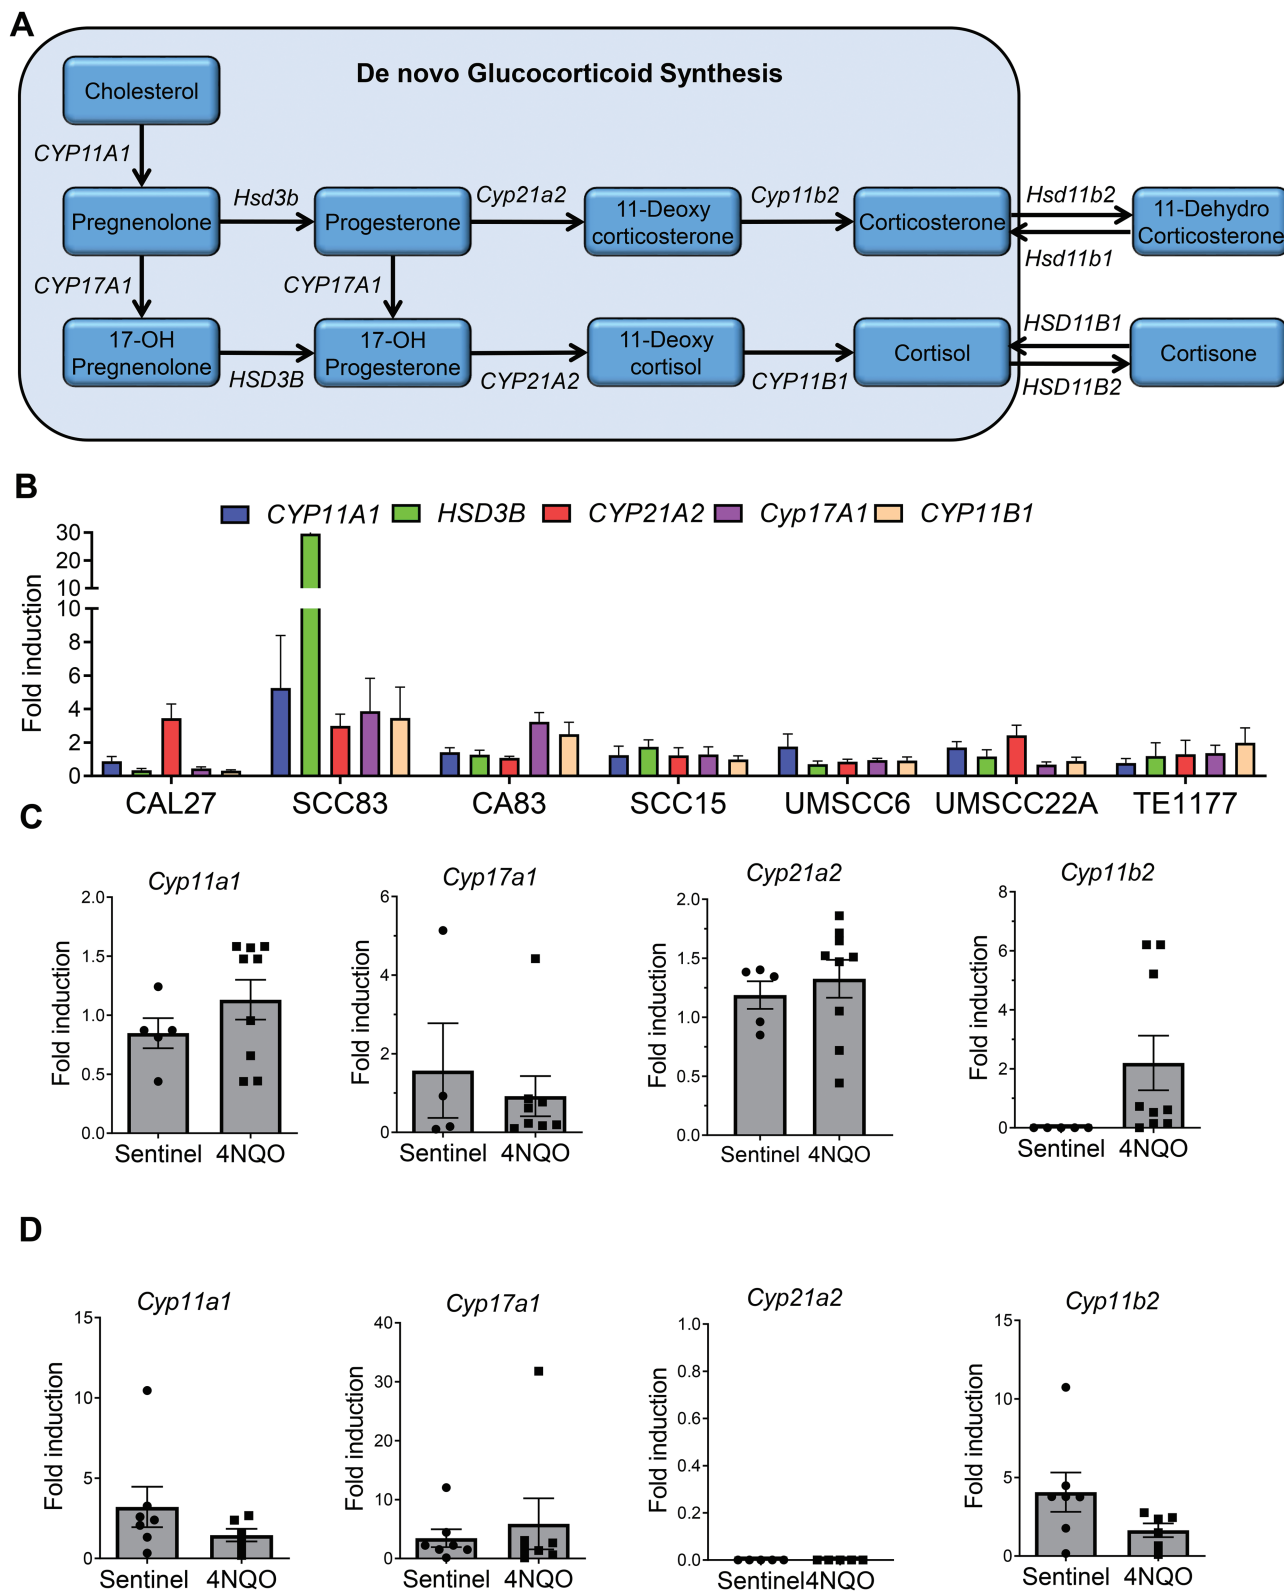 A
De novo Glucocorticoid Synthesis
Cholesterol
CYP11A1
Pregnenolone
Hsd3b
Progesterone
Cyp21a2
11-Deoxy
corticosterone
Cyp11b2
Corticosterone
Hsd11b2
Hsd11b1
11-Dehydro
Corticosterone
CYP17A1
CYP17A1
17-OH
Pregnenolone
HSD3B
17-OH
Progesterone
CYP21A2
11-Deoxy
cortisol
CYP11B1
Cortisol
HSD11B1
HSD11B2
Cortisone
B
CYP11A1 HSD3B CYP21A2 Cyp17A1 CYP11B1
Fold induction
30
20
10
10
8
6
4
2
0
CAL27 SCC83 CA83 SCC15 UMSCC6 UMSCC22A TE1177
C
Cyp11a1
Fold induction
2.0
1.5
1.0
0.5
0.0
Sentinel 4NQO
Cyp17a1
Fold induction
6
4
2
0
Sentinel 4NQO
Cyp21a2
Fold induction
2.0
1.5
1.0
0.5
0.0
Sentinel 4NQO
Cyp11b2
Fold induction
8
6
4
2
0
Sentinel 4NQO
D
Cyp11a1
Fold induction
15
10
5
0
Sentinel 4NQO
Cyp17a1
Fold induction
40
30
20
10
0
Sentinel 4NQO
Cyp21a2
Fold induction
1.0
0.8
0.6
0.4
0.2
0.0
Sentinel4NQO
Cyp11b2
Fold induction
15
10
5
0
Sentinel 4NQO